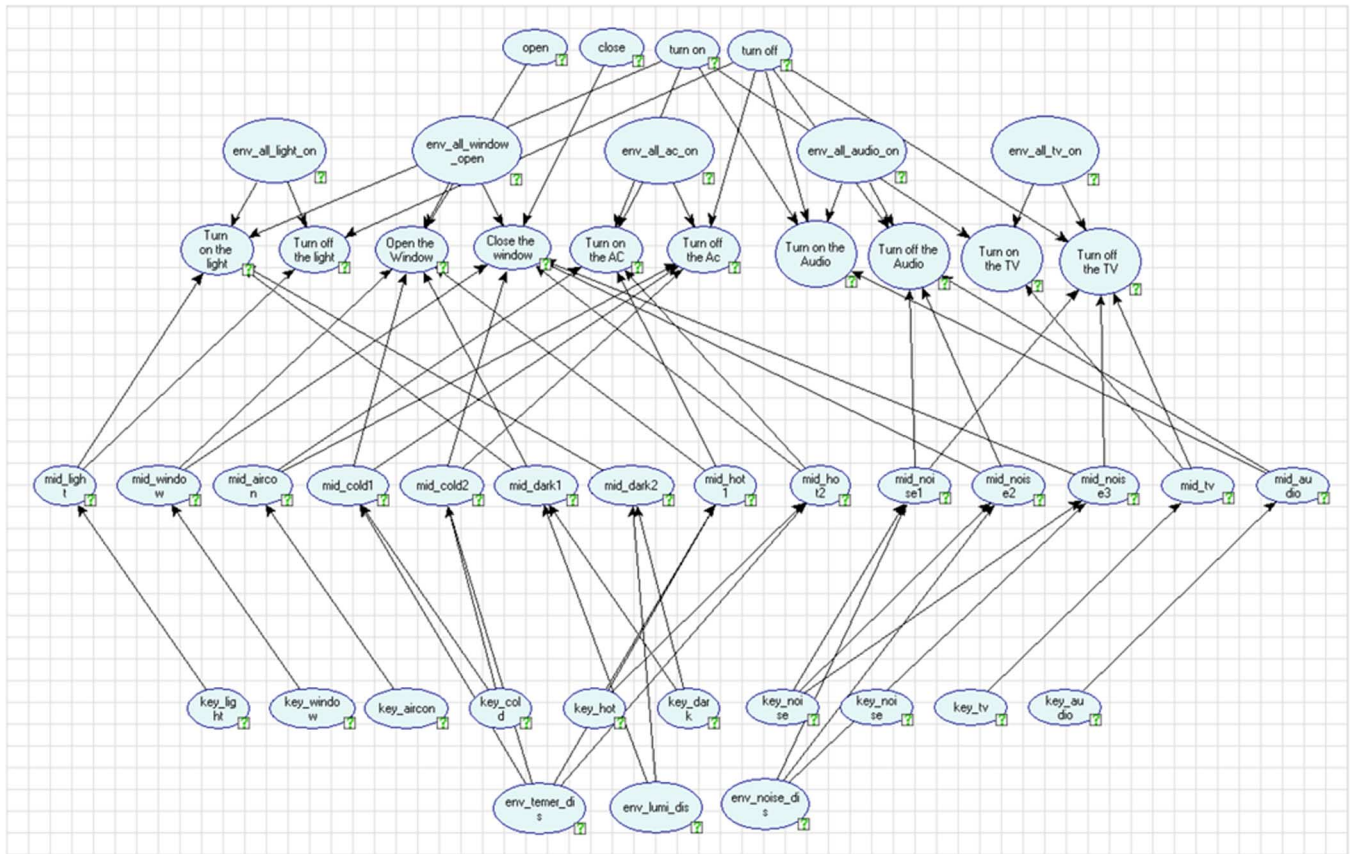 open
close
turn on
turn off
env_all_light_on
env_all_window
_open
env_all_ac_on
env_all_audio_on
env_all_tv_on
Turn
on the
light
Turn off
the light
Open the
Window
Close the
window
Turn on
the AC
Turn off
the Ac
Turn on the
Audio
Turn off the
Audio
Turn on
the TV
Turn off
the TV
mid_ligh
t
mid_windo
w
mid_airco
n
mid_cold1
mid_cold2
mid_dark1
mid_dark2
mid_hot
1
mid_ho
t2
mid_noi
se1
mid_nois
e2
mid_nois
e3
mid_tv
mid_au
dio
key_lig
ht
key_windo
w
key_aircon
key_col
d
key_hot
key_dar
k
key_noi
se
key_noi
se
key_tv
key_au
dio
env_temer_di
s
env_lumi_dis
env_noise_di
s